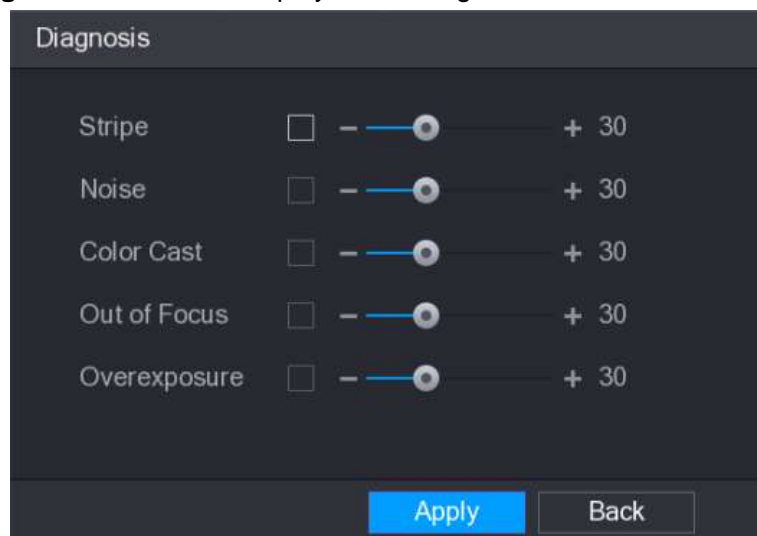 Diagnosis
Stripe - + 30
Noise - + 30
Color Cast - + 30
Out of Focus - + 30
Overexposure - + 30
Apply Back